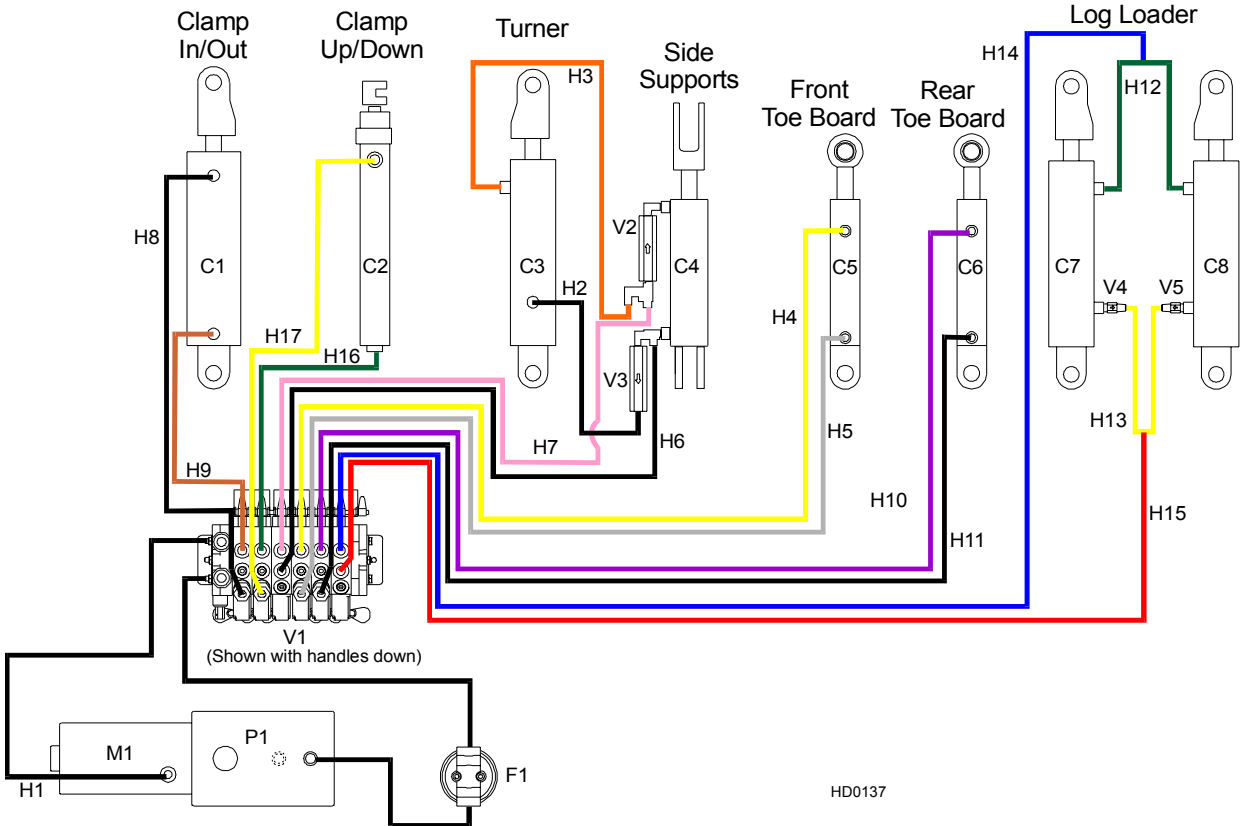 Clamp
In/Out
Clamp
Up/Down
Turner
Side
Supports
Front
Toe Board
Rear
Toe Board
Log Loader
H14
H3
H12
H8
V2
C1
C2
C3
C4
C5
C6
C7
C8
H2
V4
V5
H4
H17
H16
V3
H13
H9
H7
H6
H5
H10
H15
H11
V1
(Shown with handles down)
M1
P1
F1
H1
HD0137